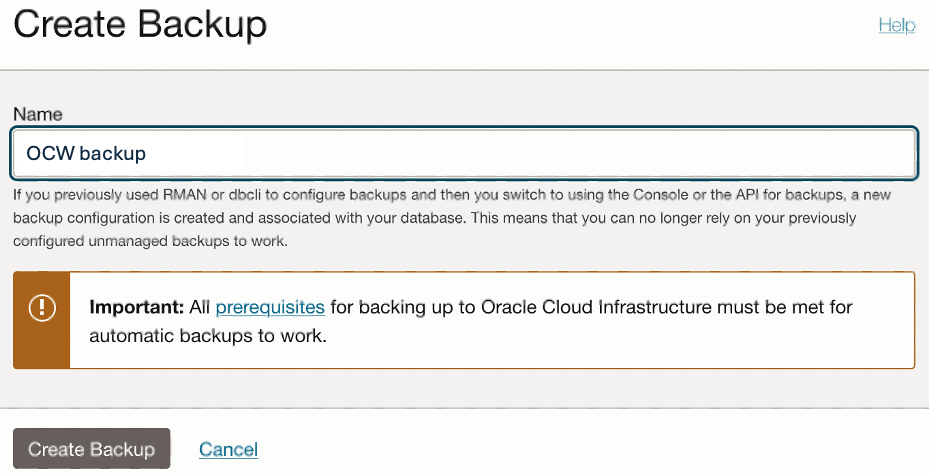 Create Backup
Help
Name
OCW backup
If you previously used RMAN or dbcli to configure backups and then you switch to using the Console or the API for backups, a new
backup configuration is created and associated with your database. This means that you can no longer rely on your previously
configured unmanaged backups to work.
Important: All prerequisites for backing up to Oracle Cloud Infrastructure must be met for
automatic backups to work.
Create Backup
Cancel